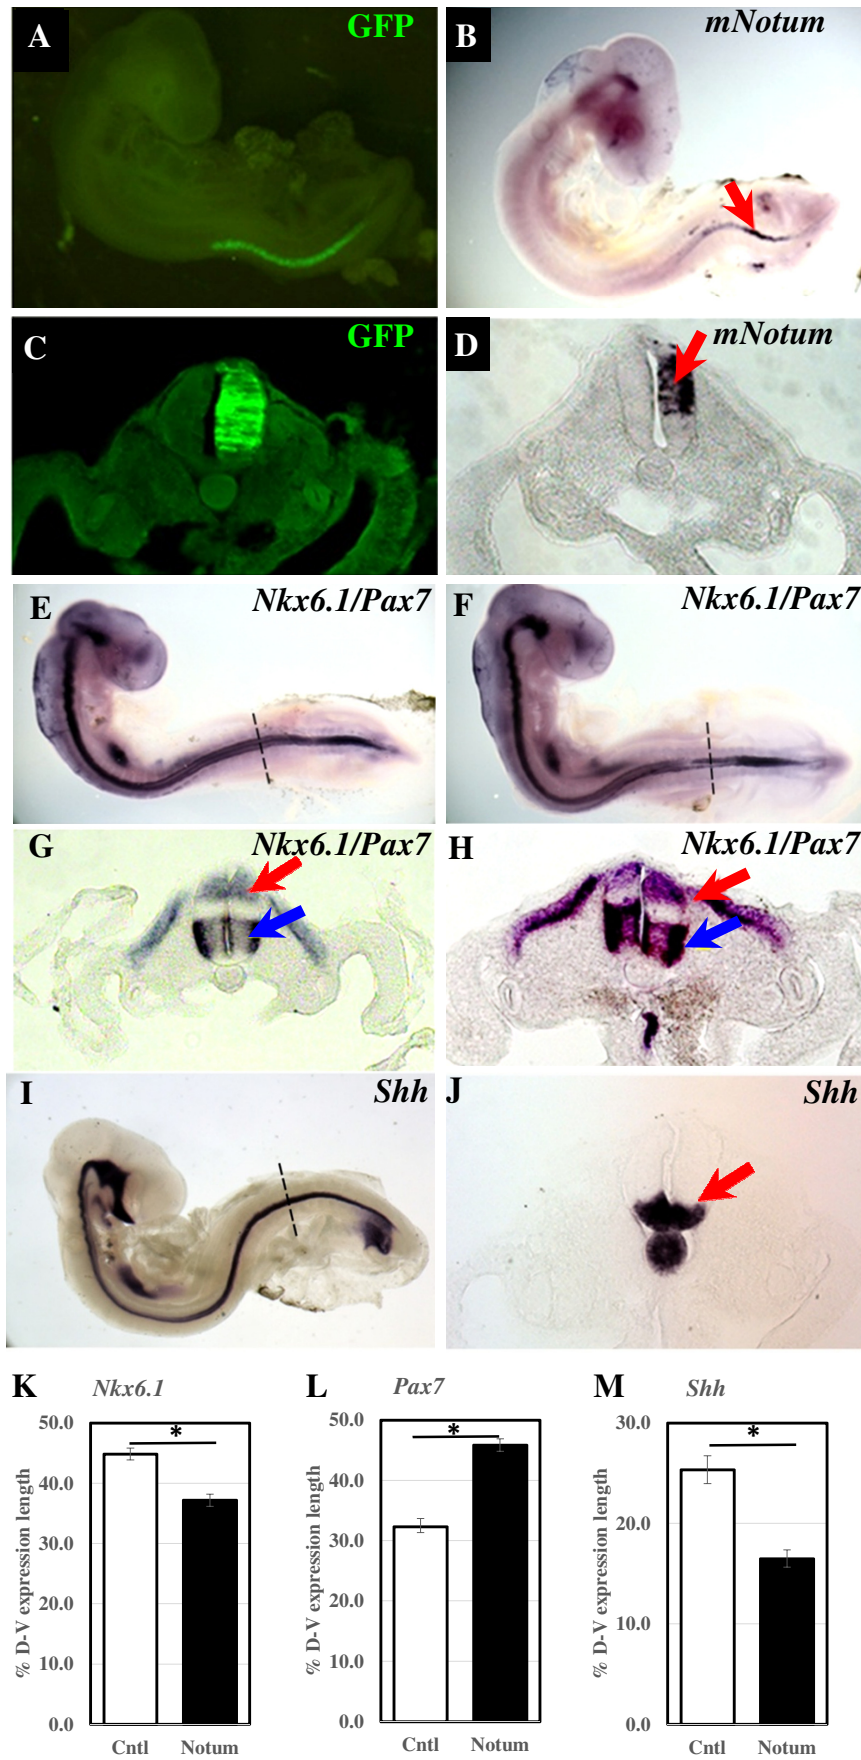 A GFP
B mNotum
C GFP
D mNotum
E Nkx6.1/Pax7
F Nkx6.1/Pax7
G Nkx6.1/Pax7
H Nkx6.1/Pax7
I Shh
J Shh
K Nkx6.1
50.0
40.0
30.0
20.0
10.0
0.0
% D-V expression length
*
Cntl Notum
L Pax7
50.0
40.0
30.0
20.0
10.0
0.0
% D-V expression length
*
Cntl Notum
M Shh
30.0
20.0
10.0
0.0
% D-V expression length
*
Cntl Notum